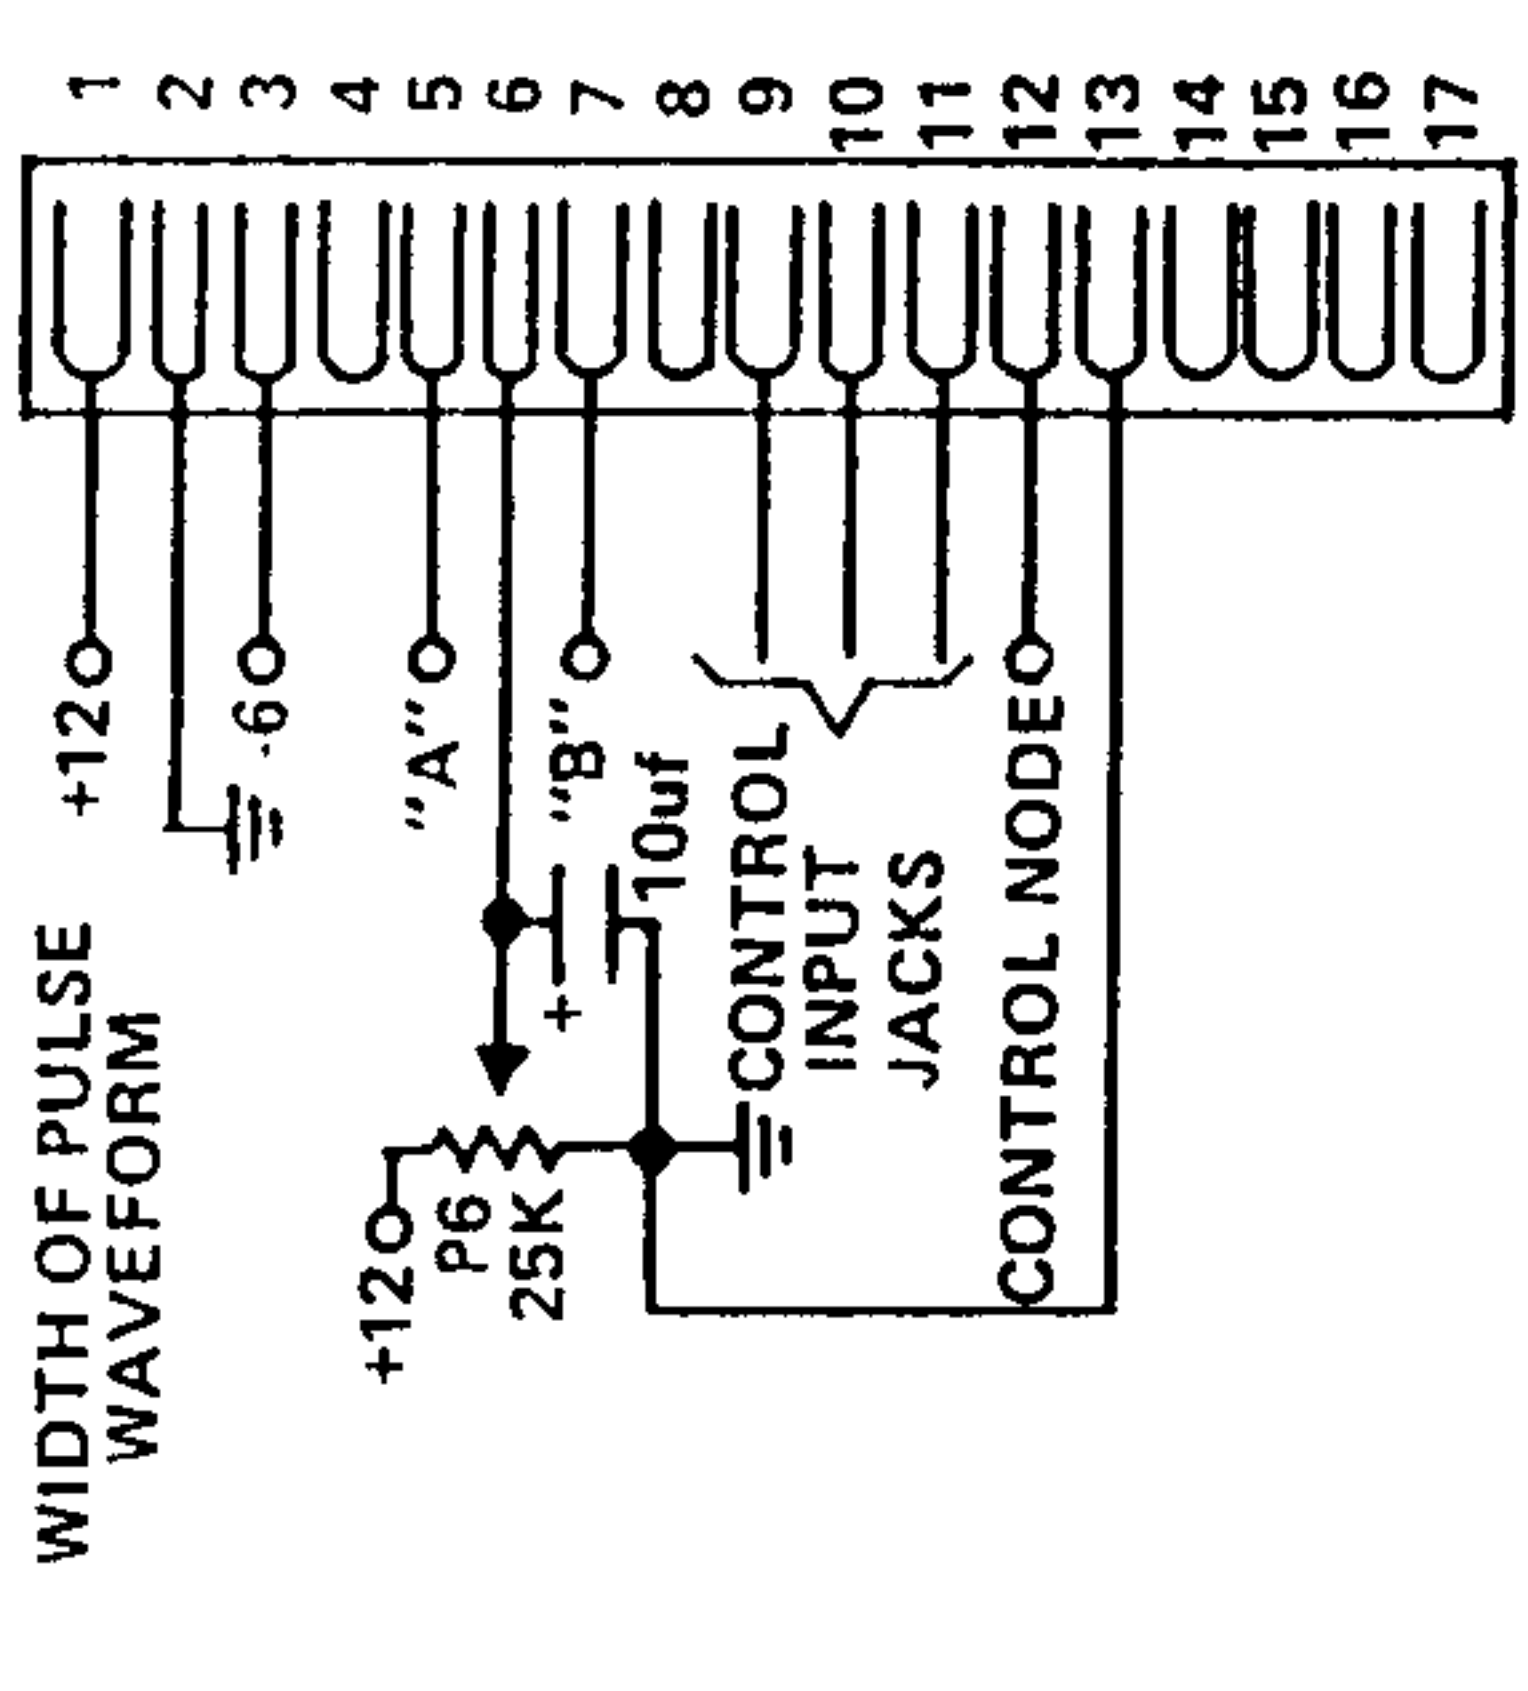 WIDTH OF PULSE
WAVEFORM
+12
-6
"A"
"B"
10uf
+
+12
P6
25K
CONTROL
INPUT
JACKS
CONTROL NODE
1
2
3
4
5
6
7
8
9
10
11
12
13
14
15
16
17